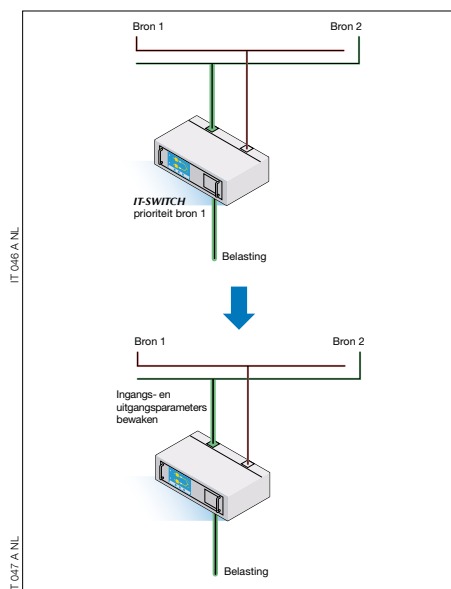 Bron 1
Bron 2
IT-SWITCH
prioriteit bron 1
Belasting
IT 046 A NL
Bron 1
Bron 2
Ingangs- en
uitgangsparameters
bewaken
Belasting
IT 047 A NL